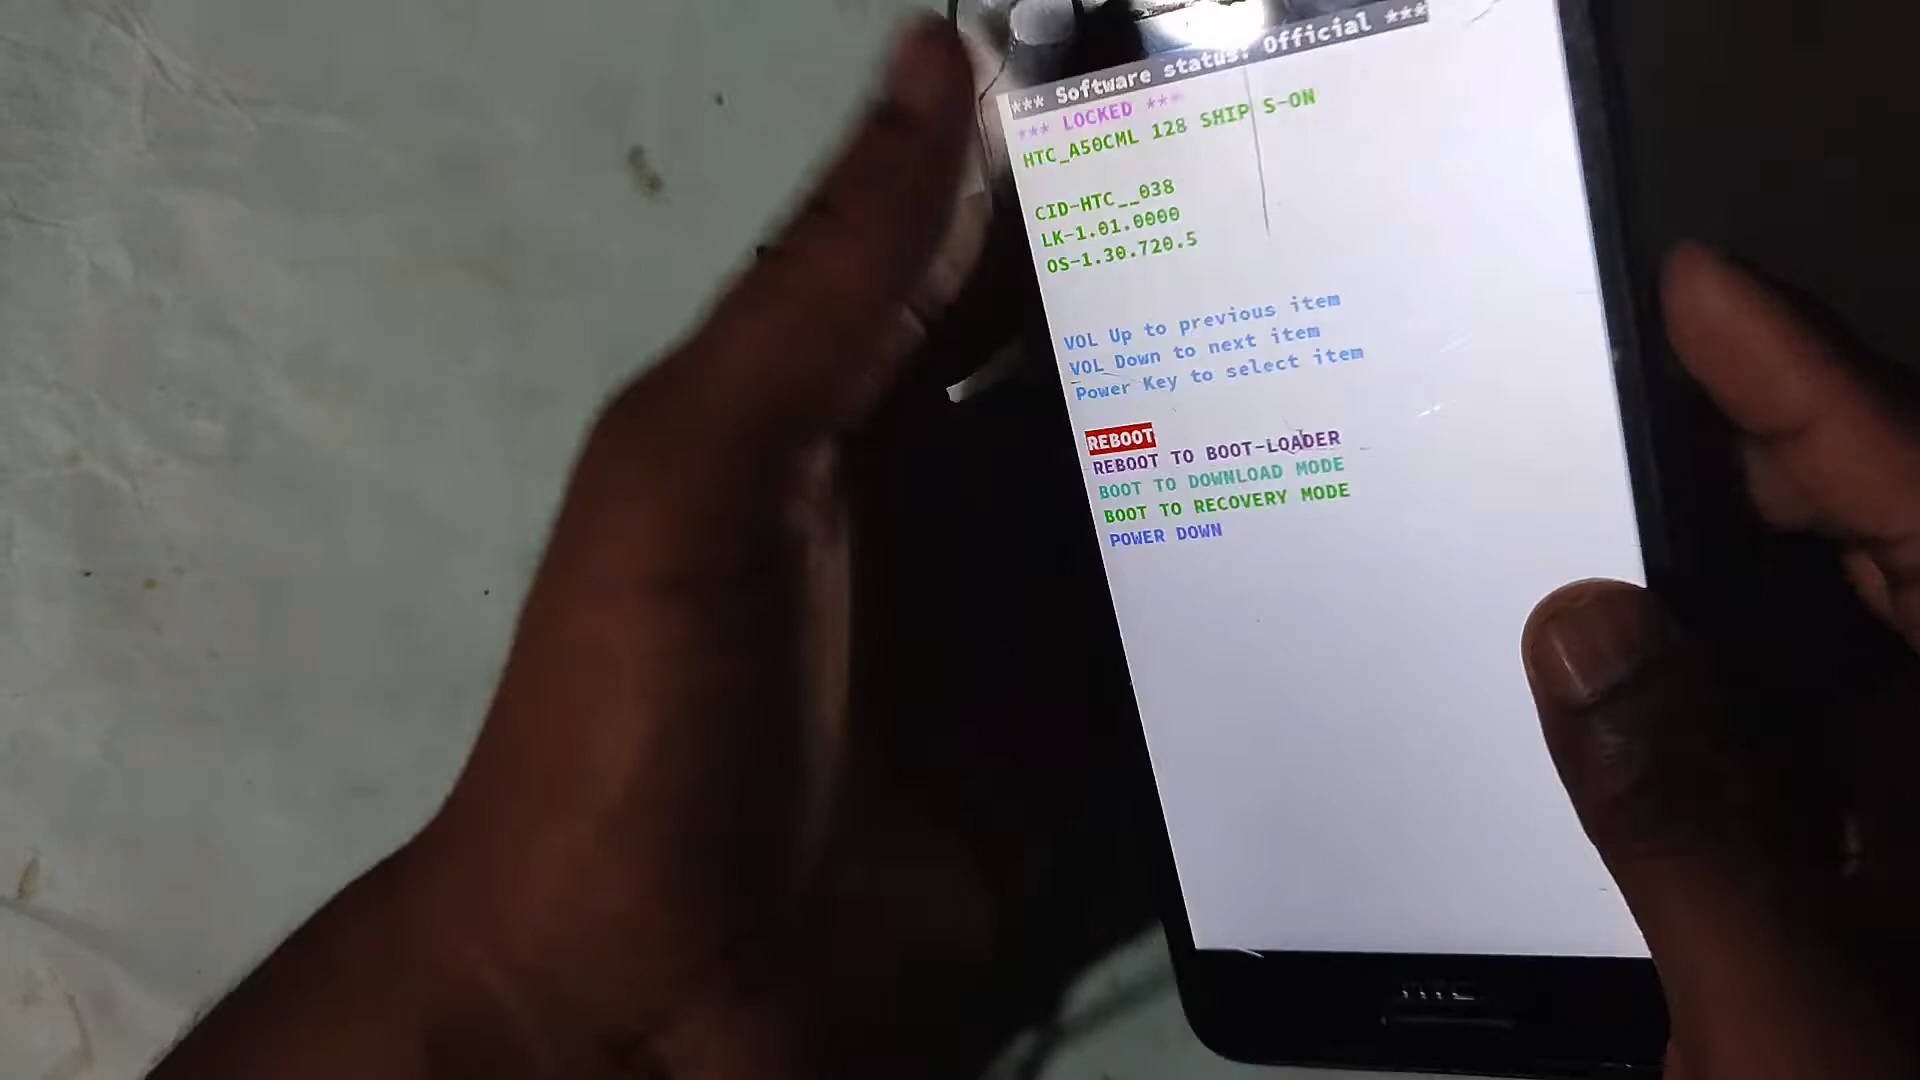 *** Software status: Official ***
*** LOCKED ***
HTC_A50CML 128 SHIP S-ON
CID-HTC__038
LK-1.01.0000
OS-1.30.720.5
VOL Up to previous item
VOL Down to next item
Power Key to select item
REBOOT
REBOOT TO BOOT-LOADER
BOOT TO DOWNLOAD MODE
BOOT TO RECOVERY MODE
POWER DOWN
HTC